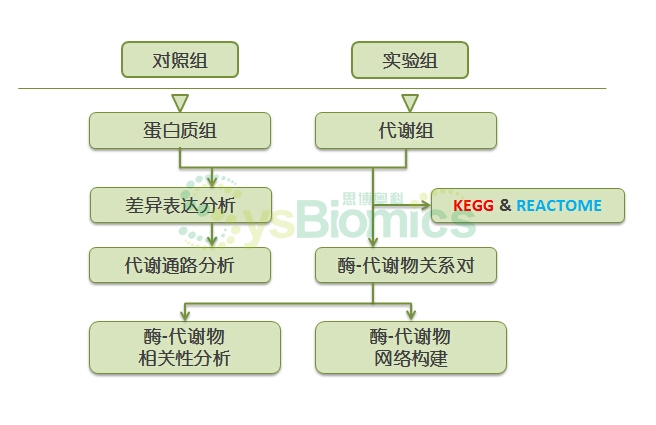 对照组
实验组
蛋白质组
代谢组
思博奥科
SysBiomics
差异表达分析
KEGG & REACTOME
代谢通路分析
酶-代谢物关系对
酶-代谢物
相关性分析
酶-代谢物
网络构建